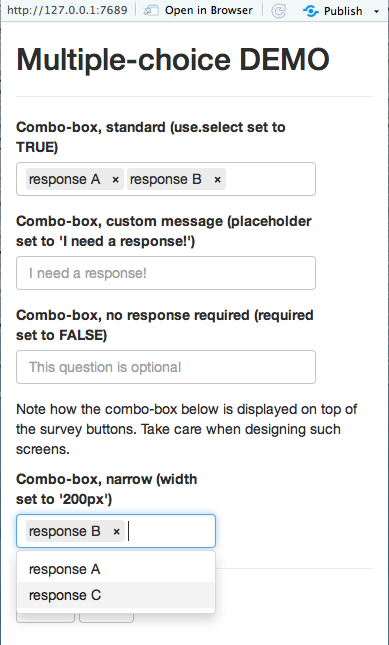 http://127.0.0.1:7689 Open in Browser Publish
Multiple-choice DEMO
Combo-box, standard (use.select set to
TRUE)
response A × response B ×
Combo-box, custom message (placeholder
set to 'I need a response!')
I need a response!
Combo-box, no response required (required
set to FALSE)
This question is optional
Note how the combo-box below is displayed on top of
the survey buttons. Take care when designing such
screens.
Combo-box, narrow (width
set to '200px')
response B ×
response A
response C